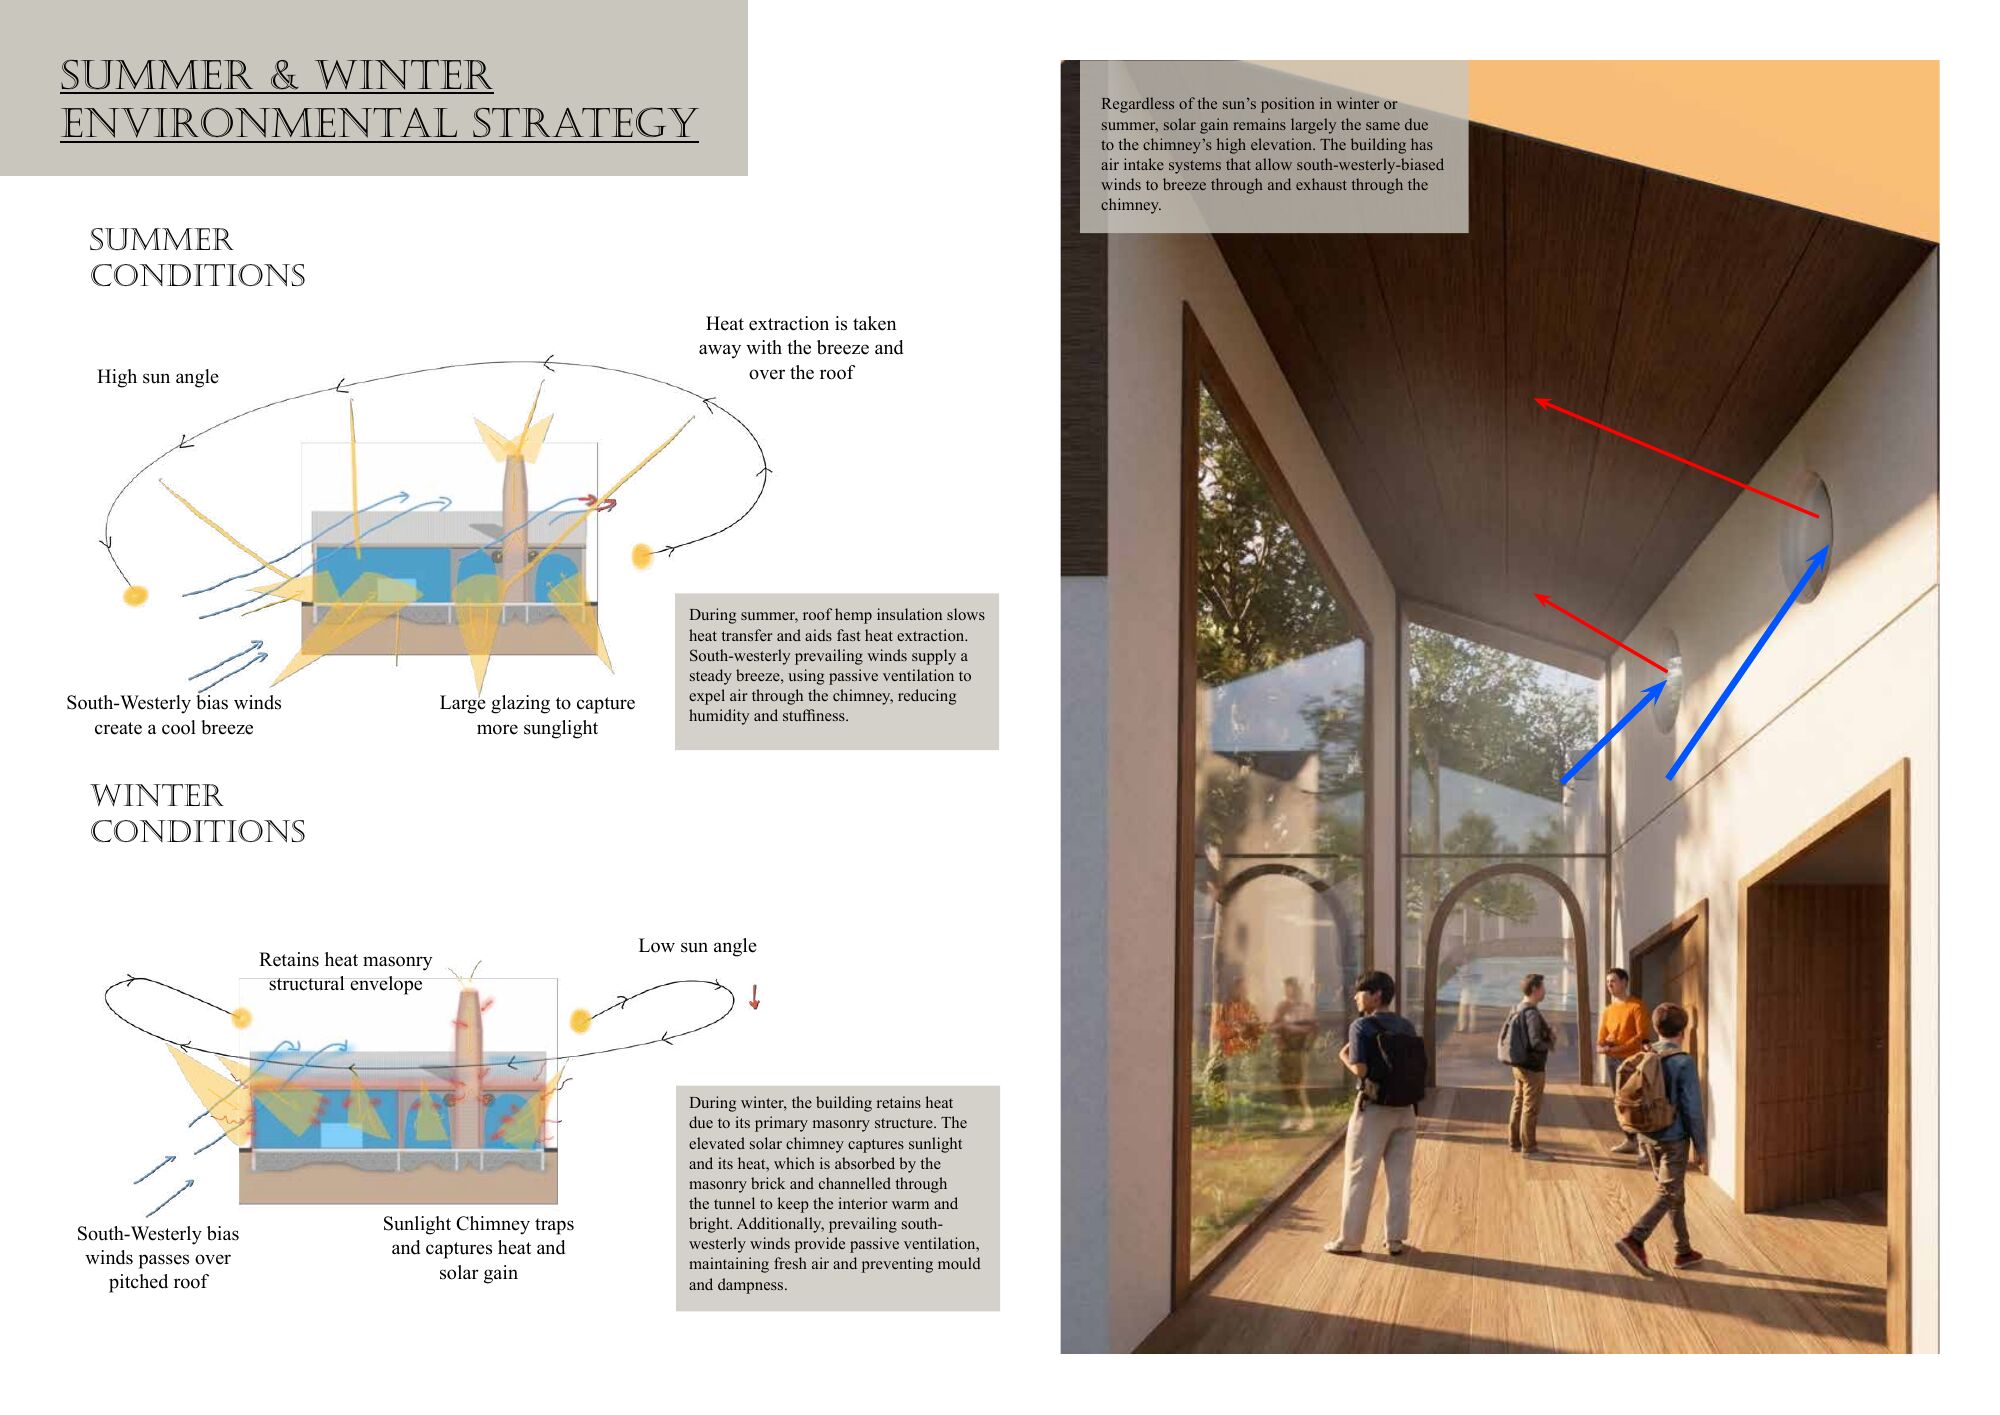 SUMMER & WINTER
ENVIRONMENTAL STRATEGY
SUMMER
CONDITIONS
High sun angle
Heat extraction is taken
away with the breeze and
over the roof
South-Westerly bias winds
create a cool breeze
Large glazing to capture
more sunglight
During summer, roof hemp insulation slows
heat transfer and aids fast heat extraction.
South-westerly prevailing winds supply a
steady breeze, using passive ventilation to
expel air through the chimney, reducing
humidity and stuffiness.
WINTER
CONDITIONS
Retains heat masonry
structural envelope
Low sun angle
South-Westerly bias
winds passes over
pitched roof
Sunlight Chimney traps
and captures heat and
solar gain
During winter, the building retains heat
due to its primary masonry structure. The
elevated solar chimney captures sunlight
and its heat, which is absorbed by the
masonry brick and channelled through
the tunnel to keep the interior warm and
bright. Additionally, prevailing south-
westerly winds provide passive ventilation,
maintaining fresh air and preventing mould
and dampness.
Regardless of the sun’s position in winter or
summer, solar gain remains largely the same due
to the chimney’s high elevation. The building has
air intake systems that allow south-westerly-biased
winds to breeze through and exhaust through the
chimney.